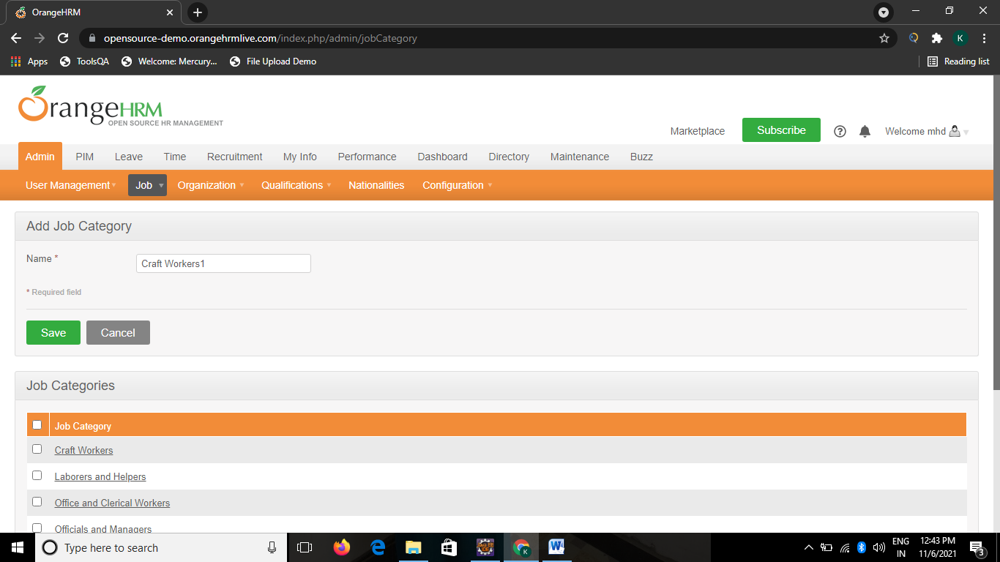 OrangeHRM
opensource-demo.orangehrmlive.com/index.php/admin/jobCategory
K
Apps ToolsQA Welcome: Mercury... File Upload Demo Reading list
OrangeHRM
OPEN SOURCE HR MANAGEMENT
Marketplace Subscribe ? Welcome mhd
Admin PIM Leave Time Recruitment My Info Performance Dashboard Directory Maintenance Buzz
User Management Job Organization Qualifications Nationalities Configuration
Add Job Category
Name * Craft Workers1
* Required field
Save Cancel
Job Categories
Job Category
Craft Workers
Laborers and Helpers
Office and Clerical Workers
Officials and Managers
Type here to search
ENG
IN
12:43 PM
11/6/2021
3